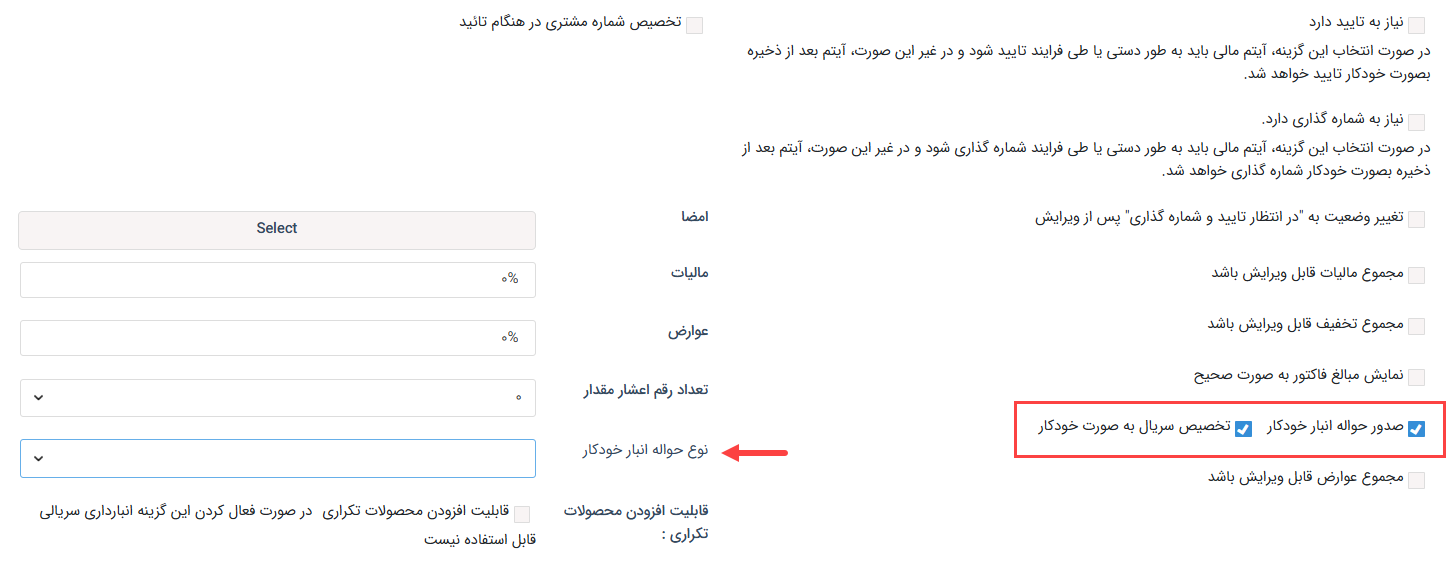 نیاز به تایید دارد
در صورت انتخاب این گزینه، آیتم مالی باید به طور دستی یا طی فرایند تایید شود و در غیر این صورت، آیتم بعد از ذخیره
بصورت خودکار تایید خواهد شد.
تخصیص شماره مشتری در هنگام تائید
نیاز به شماره گذاری دارد.
در صورت انتخاب این گزینه، آیتم مالی باید به طور دستی یا طی فرایند شماره گذاری شود و در غیر این صورت، آیتم بعد از
ذخیره بصورت خودکار شماره گذاری خواهد شد.
تغییر وضعیت به "در انتظار تایید و شماره گذاری" پس از ویرایش
امضا
Select
مجموع مالیات قابل ویرایش باشد
مالیات
۰%
مجموع تخفیف قابل ویرایش باشد
عوارض
۰%
نمایش مبالغ فاکتور به صورت صحیح
تعداد رقم اعشار مقدار
۰
صدور حواله انبار خودکار تخصیص سریال به صورت خودکار
نوع حواله انبار خودکار
مجموع عوارض قابل ویرایش باشد
قابلیت افزودن محصولات
تکراری :
قابلیت افزودن محصولات تکراری در صورت فعال کردن این گزینه انبارداری سریالی
قابل استفاده نیست